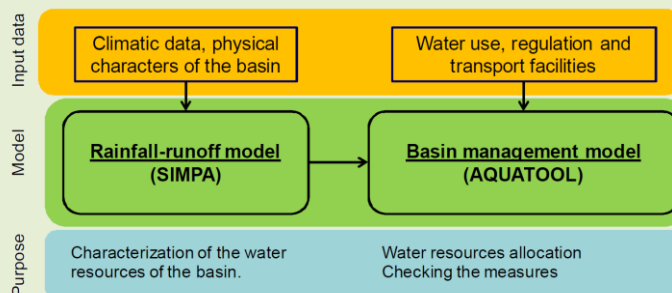 Input data
Climatic data, physical
characters of the basin
Water use, regulation and
transport facilities
Model
Rainfall-runoff model
(SIMPA)
Basin management model
(AQUATOOL)
Purpose
Characterization of the water
resources of the basin.
Water resources allocation
Checking the measures